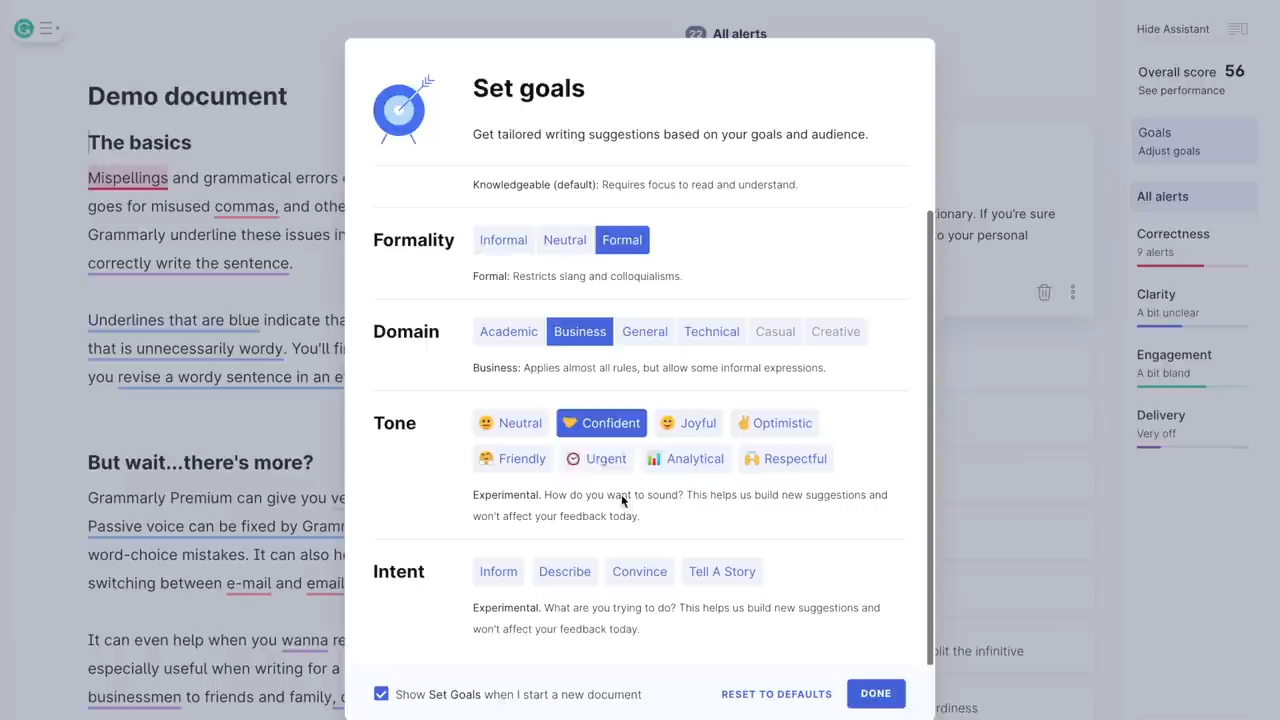 22 All alerts
Hide Assistant
Demo document
The basics
Mispellings and grammatical errors
goes for misused commas, and othe
Grammarly underline these issues in
correctly write the sentence.
Underlines that are blue indicate tha
that is unnecessarily wordy. You'll fi
you revise a wordy sentence in an e
But wait...there's more?
Grammarly Premium can give you ve
Passive voice can be fixed by Gram
word-choice mistakes. It can also h
switching between e-mail and email
It can even help when you wanna re
especially useful when writing for a
businessmen to friends and family,
Set goals
Get tailored writing suggestions based on your goals and audience.
Knowledgeable (default): Requires focus to read and understand.
Formality
Informal Neutral Formal
Formal: Restricts slang and colloquialisms.
Domain
Academic Business General Technical Casual Creative
Business: Applies almost all rules, but allow some informal expressions.
Tone
Neutral Confident Joyful Optimistic
Friendly Urgent Analytical Respectful
Experimental. How do you want to sound? This helps us build new suggestions and
won't affect your feedback today.
Intent
Inform Describe Convince Tell A Story
Experimental. What are you trying to do? This helps us build new suggestions and
won't affect your feedback today.
Show Set Goals when I start a new document
RESET TO DEFAULTS DONE
ionary. If you're sure
o your personal
lit the infinitive
rdiness
Overall score 56
See performance
Goals
Adjust goals
All alerts
Correctness
9 alerts
Clarity
A bit unclear
Engagement
A bit bland
Delivery
Very off